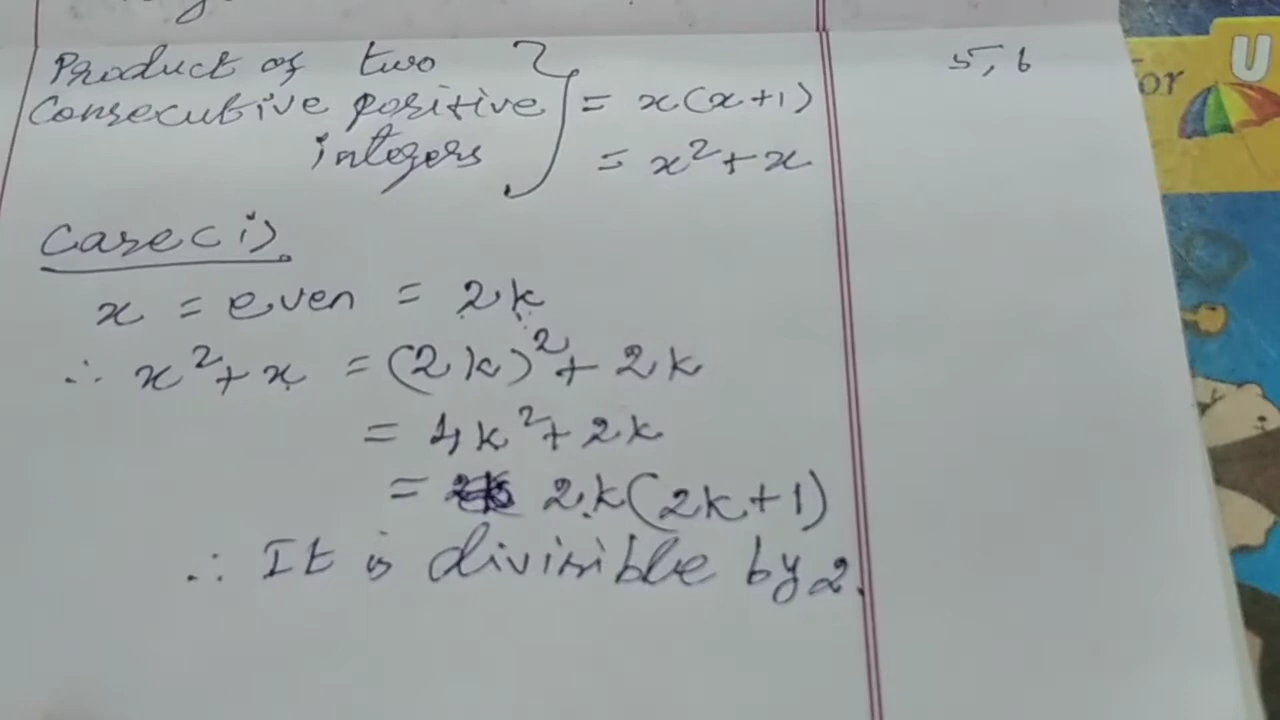 Product of two
consecutive positive
integers
= x(x+1)
= x²+x
5, 6
Case (i).
x = even = 2k
∴ x²+x = (2k)²+ 2k
= 4k²+2k
= 2k(2k+1)
∴ It is divisible by 2.
or
U